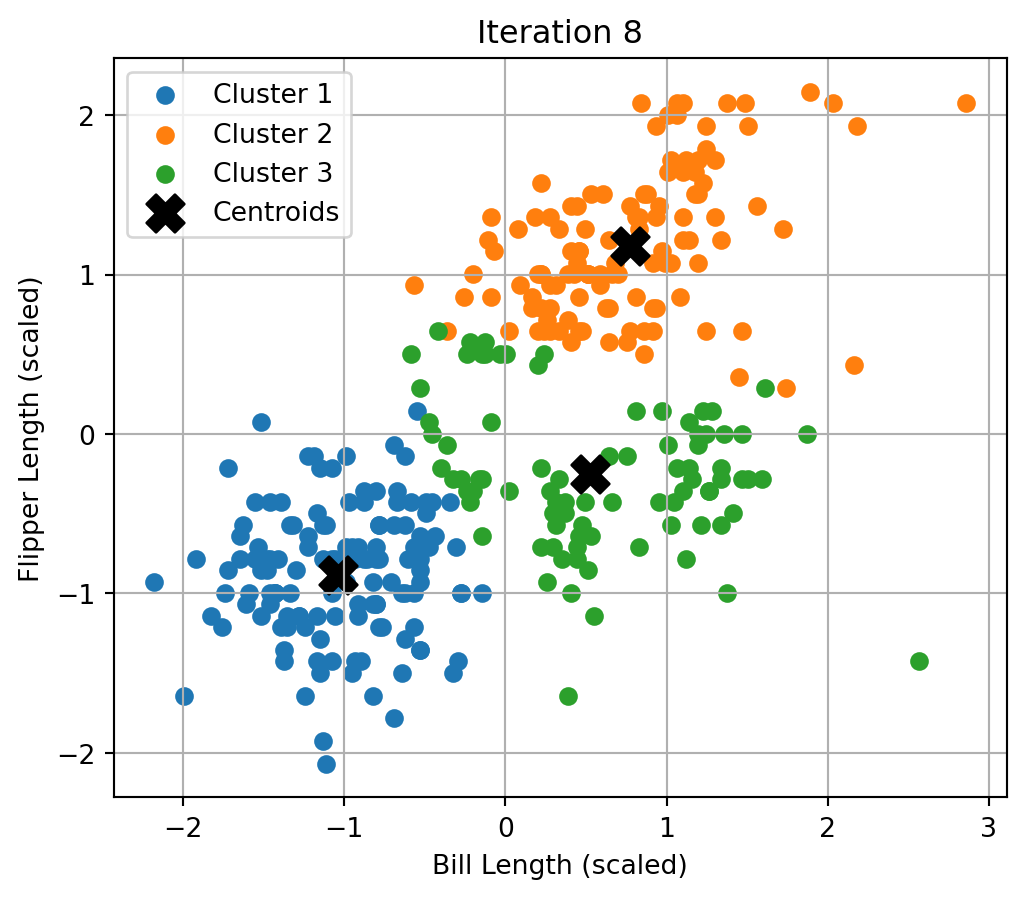 Iteration 8
Cluster 1
Cluster 2
Cluster 3
Centroids
2
1
0
−1
−2
Flipper Length (scaled)
−2
−1
0
1
2
3
Bill Length (scaled)